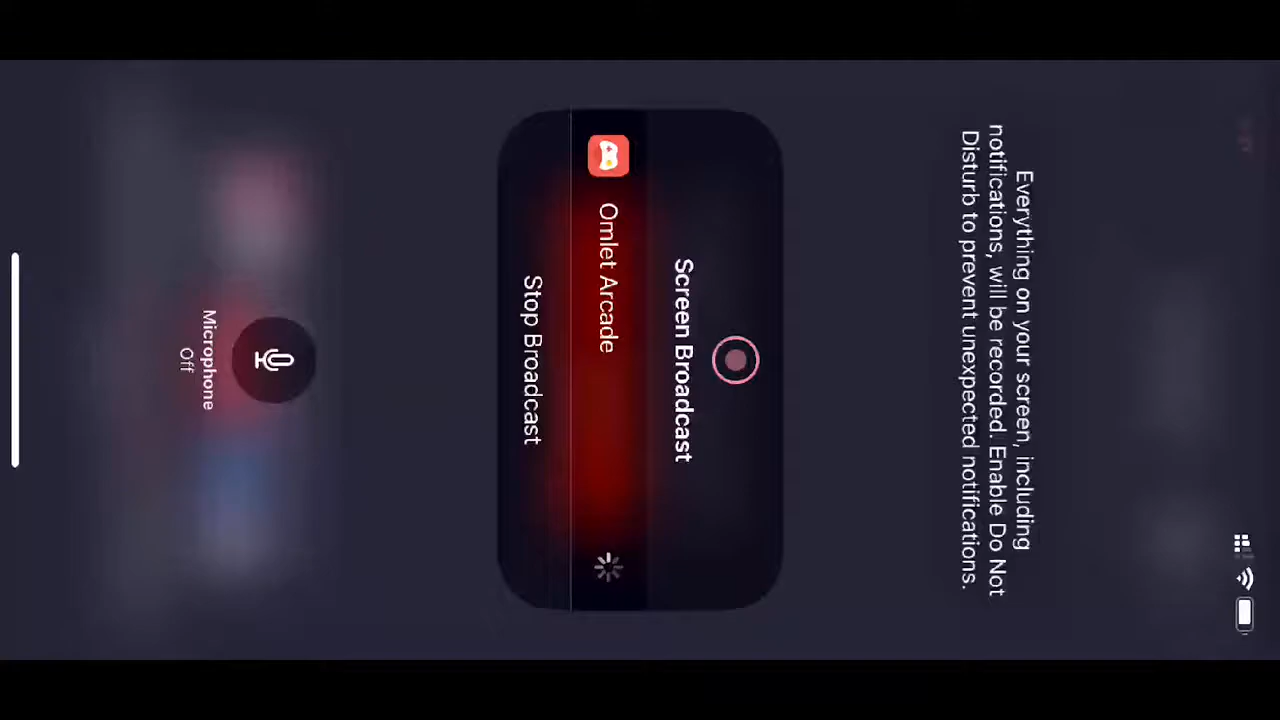 Everything on your screen, including
notifications, will be recorded. Enable Do Not
Disturb to prevent unexpected notifications.
Screen Broadcast
Omlet Arcade
Stop Broadcast
Microphone
Off